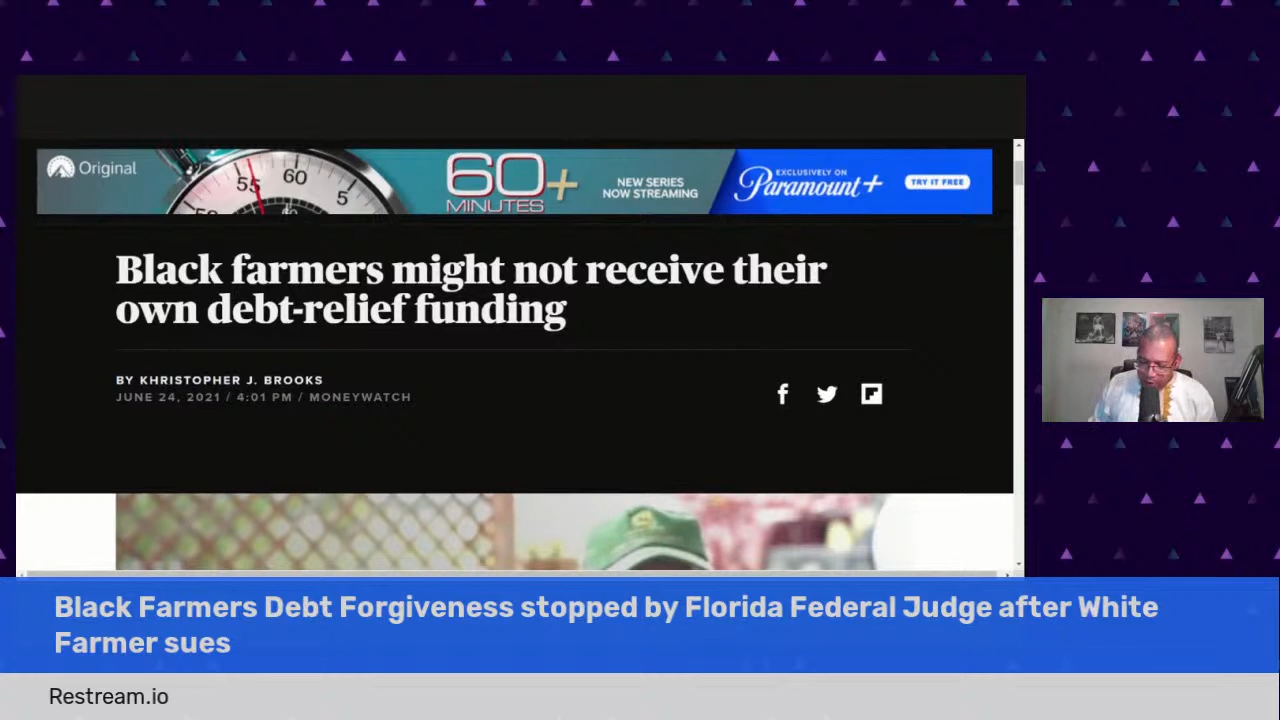 Original
55 60 5
60
MINUTES
+
NEW SERIES
NOW STREAMING
EXCLUSIVELY ON
Paramount+
TRY IT FREE
Black farmers might not receive their
own debt-relief funding
BY KHRISTOPHER J. BROOKS
JUNE 24, 2021 / 4:01 PM / MONEYWATCH
Black Farmers Debt Forgiveness stopped by Florida Federal Judge after White
Farmer sues
Restream.io